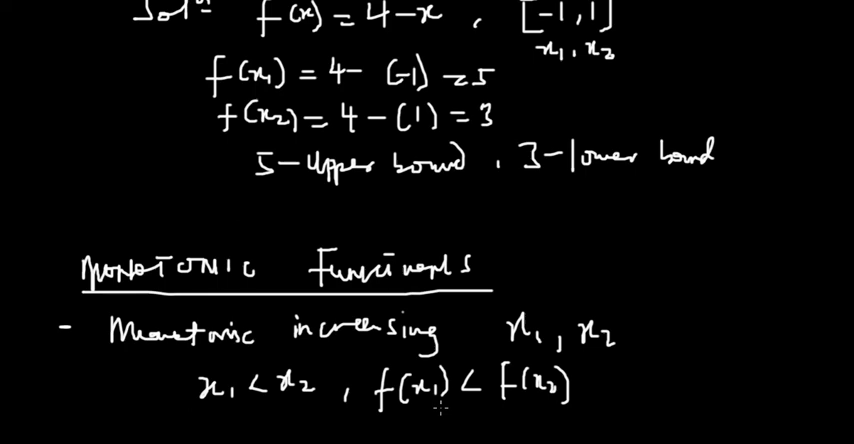 Solⁿ f(x) = 4-x , [-1,1]
x₁, x₂
f(x₁) = 4- (-1) = 5
f(x₂) = 4-(1) = 3
5-upper bound , 3-lower bound
MONOTONIC Functions
- Monotonic increasing x₁, x₂
x₁ < x₂ , f(x₁) < f(x₂)